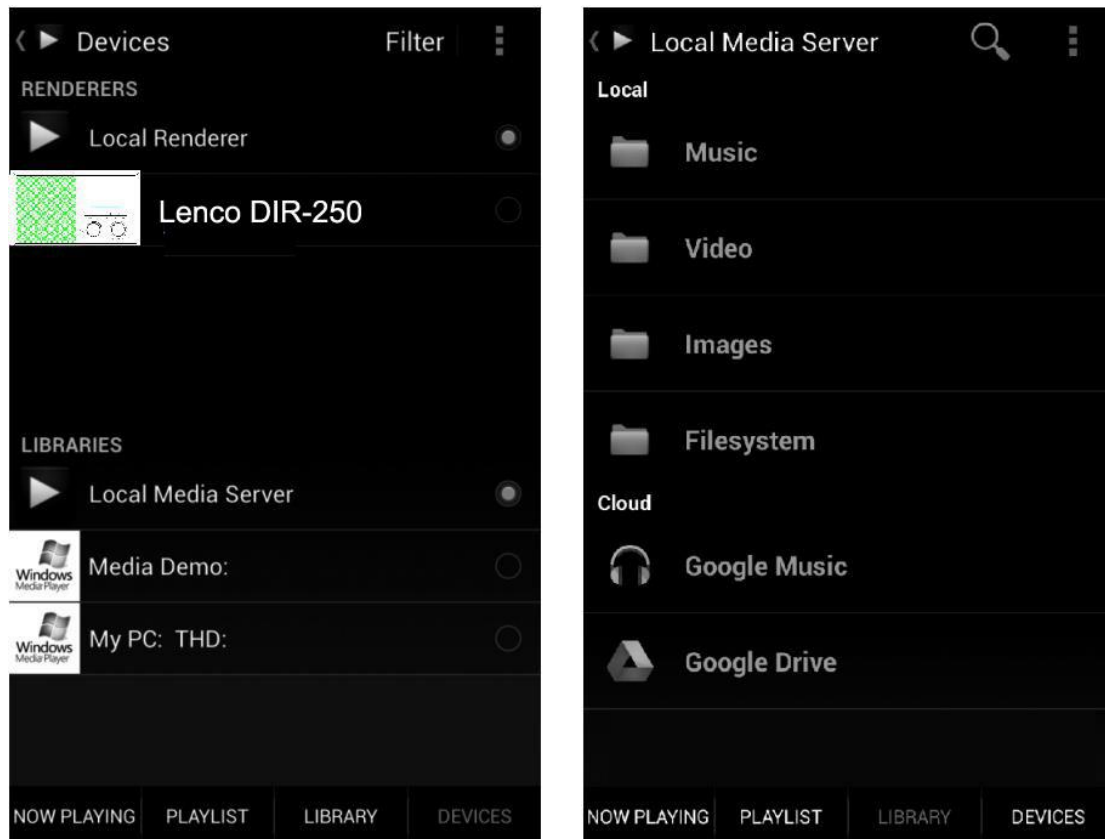 Devices
Filter
RENDERERS
Local Renderer
Lenco DIR-250
LIBRARIES
Local Media Server
Windows
Media Player
Media Demo:
Windows
Media Player
My PC: THD:
NOW PLAYING
PLAYLIST
LIBRARY
DEVICES
Local Media Server
Local
Music
Video
Images
Filesystem
Cloud
Google Music
Google Drive
NOW PLAYING
PLAYLIST
LIBRARY
DEVICES